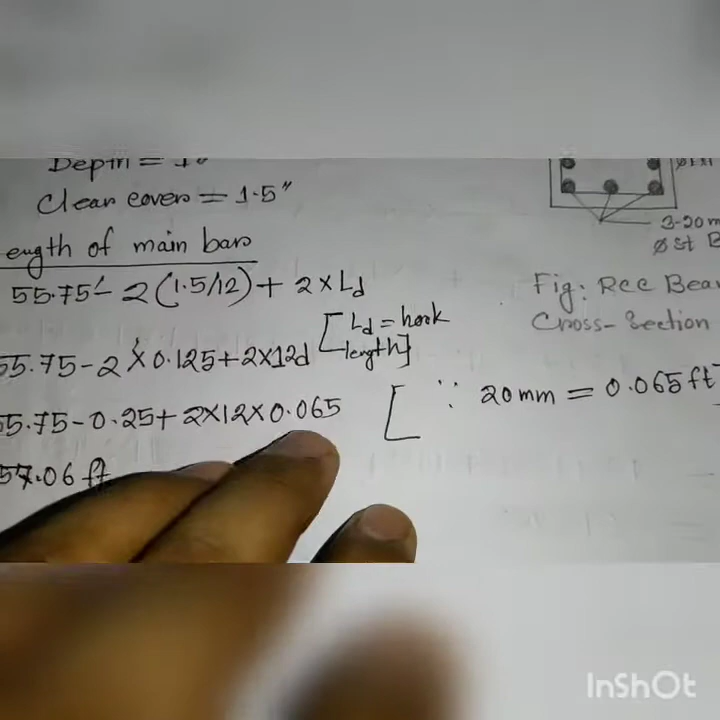 Depth =
Clear cover = 1.5"
ength of main bars
55.75 - 2(1.5/12) + 2 × Ld
[Ld = hook
length]
55.75 - 2 × 0.125 + 2×12d
55.75 - 0.25 + 2×12×0.065
[∵ 20mm = 0.065 ft
57.06 ft
3-20m
Ø St B
Fig: Rcc Bea
Cross-Section
InShOt